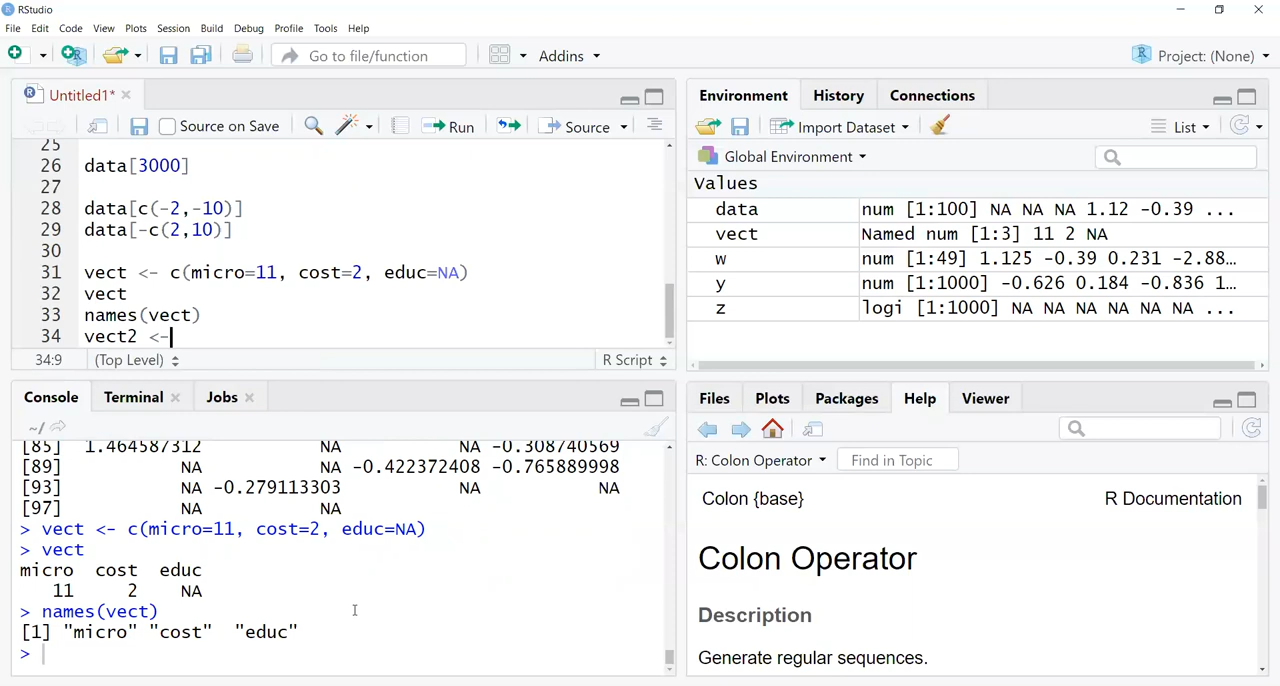 RStudio
File Edit Code View Plots Session Build Debug Profile Tools Help
Go to file/function Addins Project: (None)
Untitled1*
Source on Save Run Source
25
26 data[3000]
27
28 data[c(-2,-10)]
29 data[-c(2,10)]
30
31 vect <- c(micro=11, cost=2, educ=NA)
32 vect
33 names(vect)
34 vect2 <-
34:9 (Top Level) R Script
Console Terminal Jobs
~/
[85] 1.464587312 NA NA -0.308740569
[89] NA NA -0.422372408 -0.765889998
[93] NA -0.279113303 NA NA
[97] NA NA
> vect <- c(micro=11, cost=2, educ=NA)
> vect
micro cost educ
11 2 NA
> names(vect)
[1] "micro" "cost" "educ"
>
Environment History Connections
Import Dataset List
Global Environment
Values
data num [1:100] NA NA NA 1.12 -0.39 ...
vect Named num [1:3] 11 2 NA
w num [1:49] 1.125 -0.39 0.231 -2.88…
y num [1:1000] -0.626 0.184 -0.836 1…
z logi [1:1000] NA NA NA NA NA ...
Files Plots Packages Help Viewer
R: Colon Operator Find in Topic
Colon {base} R Documentation
Colon Operator
Description
Generate regular sequences.